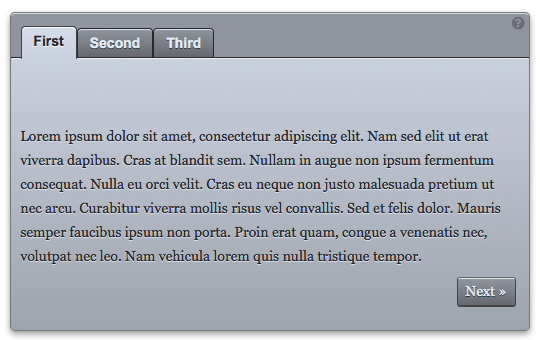 ?
First Second Third
Lorem ipsum dolor sit amet, consectetur adipiscing elit. Nam sed elit ut erat
viverra dapibus. Cras at blandit sem. Nullam in augue non ipsum fermentum
consequat. Nulla eu orci velit. Cras eu neque non justo malesuada pretium ut
nec arcu. Curabitur viverra mollis risus vel convallis. Sed et felis dolor. Mauris
semper faucibus ipsum non porta. Proin erat quam, congue a venenatis nec,
volutpat nec leo. Nam vehicula lorem quis nulla tristique tempor.
Next »